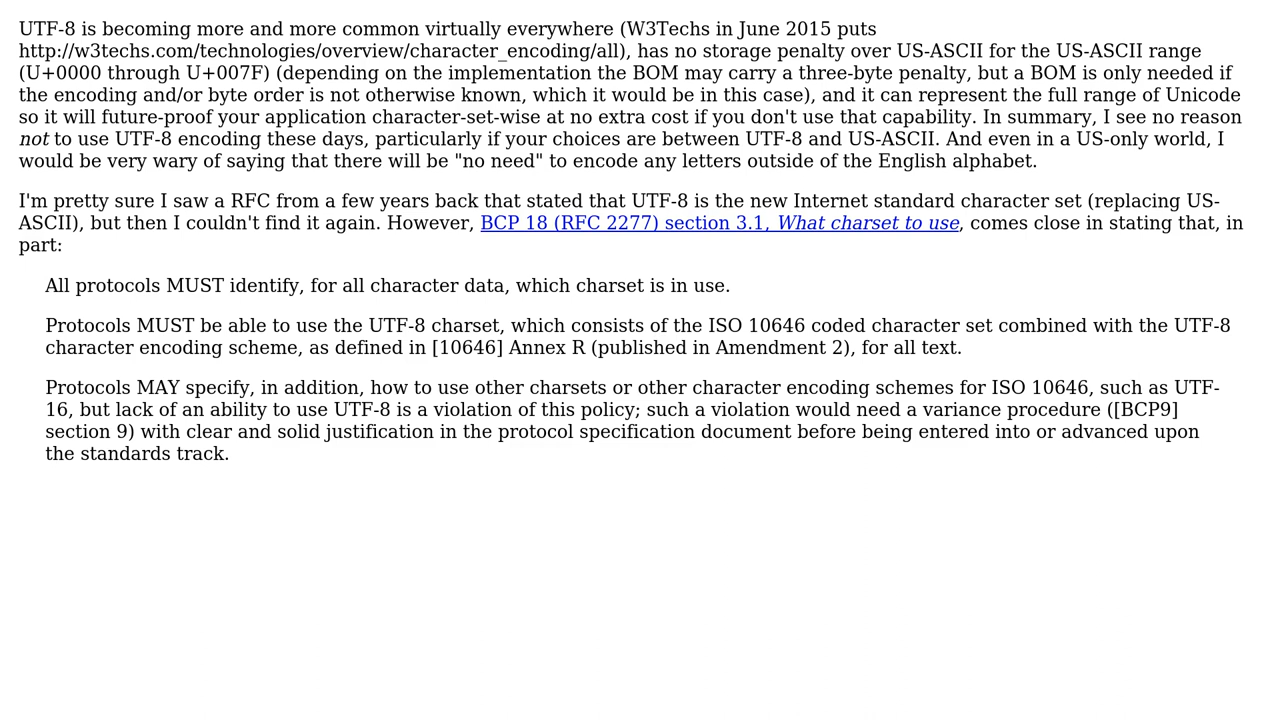 UTF-8 is becoming more and more common virtually everywhere (W3Techs in June 2015 puts
http://w3techs.com/technologies/overview/character_encoding/all), has no storage penalty over US-ASCII for the US-ASCII range
(U+0000 through U+007F) (depending on the implementation the BOM may carry a three-byte penalty, but a BOM is only needed if
the encoding and/or byte order is not otherwise known, which it would be in this case), and it can represent the full range of Unicode
so it will future-proof your application character-set-wise at no extra cost if you don't use that capability. In summary, I see no reason
not to use UTF-8 encoding these days, particularly if your choices are between UTF-8 and US-ASCII. And even in a US-only world, I
would be very wary of saying that there will be "no need" to encode any letters outside of the English alphabet.
I'm pretty sure I saw a RFC from a few years back that stated that UTF-8 is the new Internet standard character set (replacing US-
ASCII), but then I couldn't find it again. However, BCP 18 (RFC 2277) section 3.1, What charset to use, comes close in stating that, in
part:
All protocols MUST identify, for all character data, which charset is in use.
Protocols MUST be able to use the UTF-8 charset, which consists of the ISO 10646 coded character set combined with the UTF-8
character encoding scheme, as defined in [10646] Annex R (published in Amendment 2), for all text.
Protocols MAY specify, in addition, how to use other charsets or other character encoding schemes for ISO 10646, such as UTF-
16, but lack of an ability to use UTF-8 is a violation of this policy; such a violation would need a variance procedure ([BCP9]
section 9) with clear and solid justification in the protocol specification document before being entered into or advanced upon
the standards track.